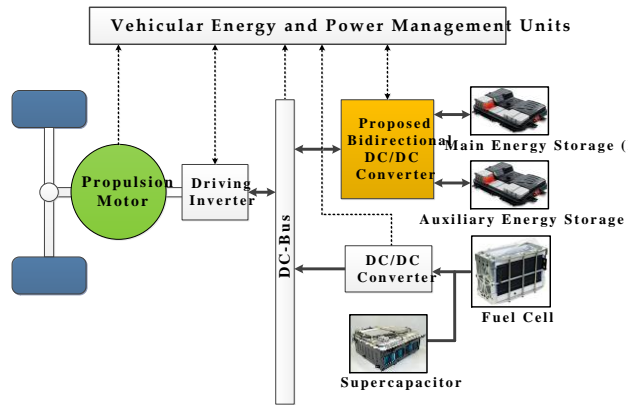 Vehicular Energy and Power Management Units
Proposed
Bidirectional
DC/DC
Converter
Main Energy Storage (
Propulsion
Motor
Driving
Inverter
Auxiliary Energy Storage
DC-Bus
DC/DC
Converter
Fuel Cell
Supercapacitor